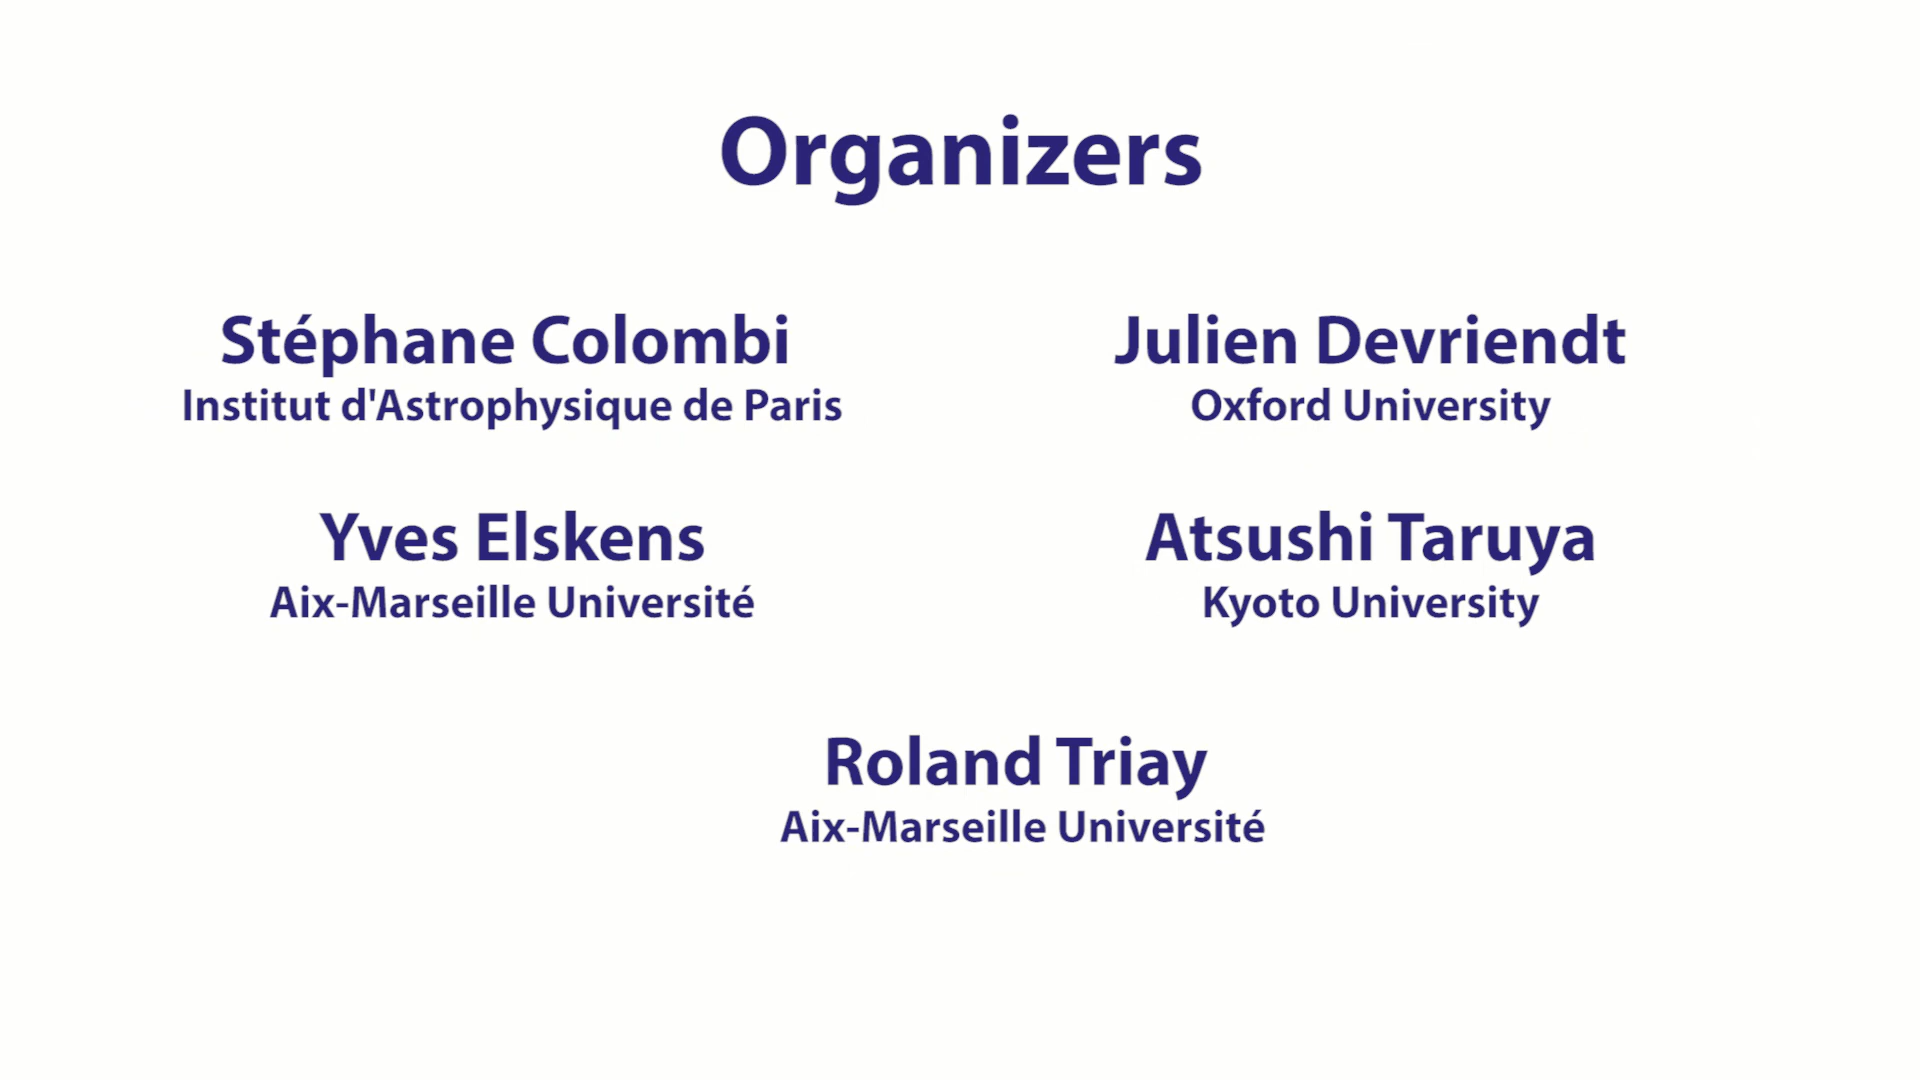 Organizers
Stéphane Colombi
Institut d'Astrophysique de Paris
Julien Devriendt
Oxford University
Yves Elskens
Aix-Marseille Université
Atsushi Taruya
Kyoto University
Roland Triay
Aix-Marseille Université